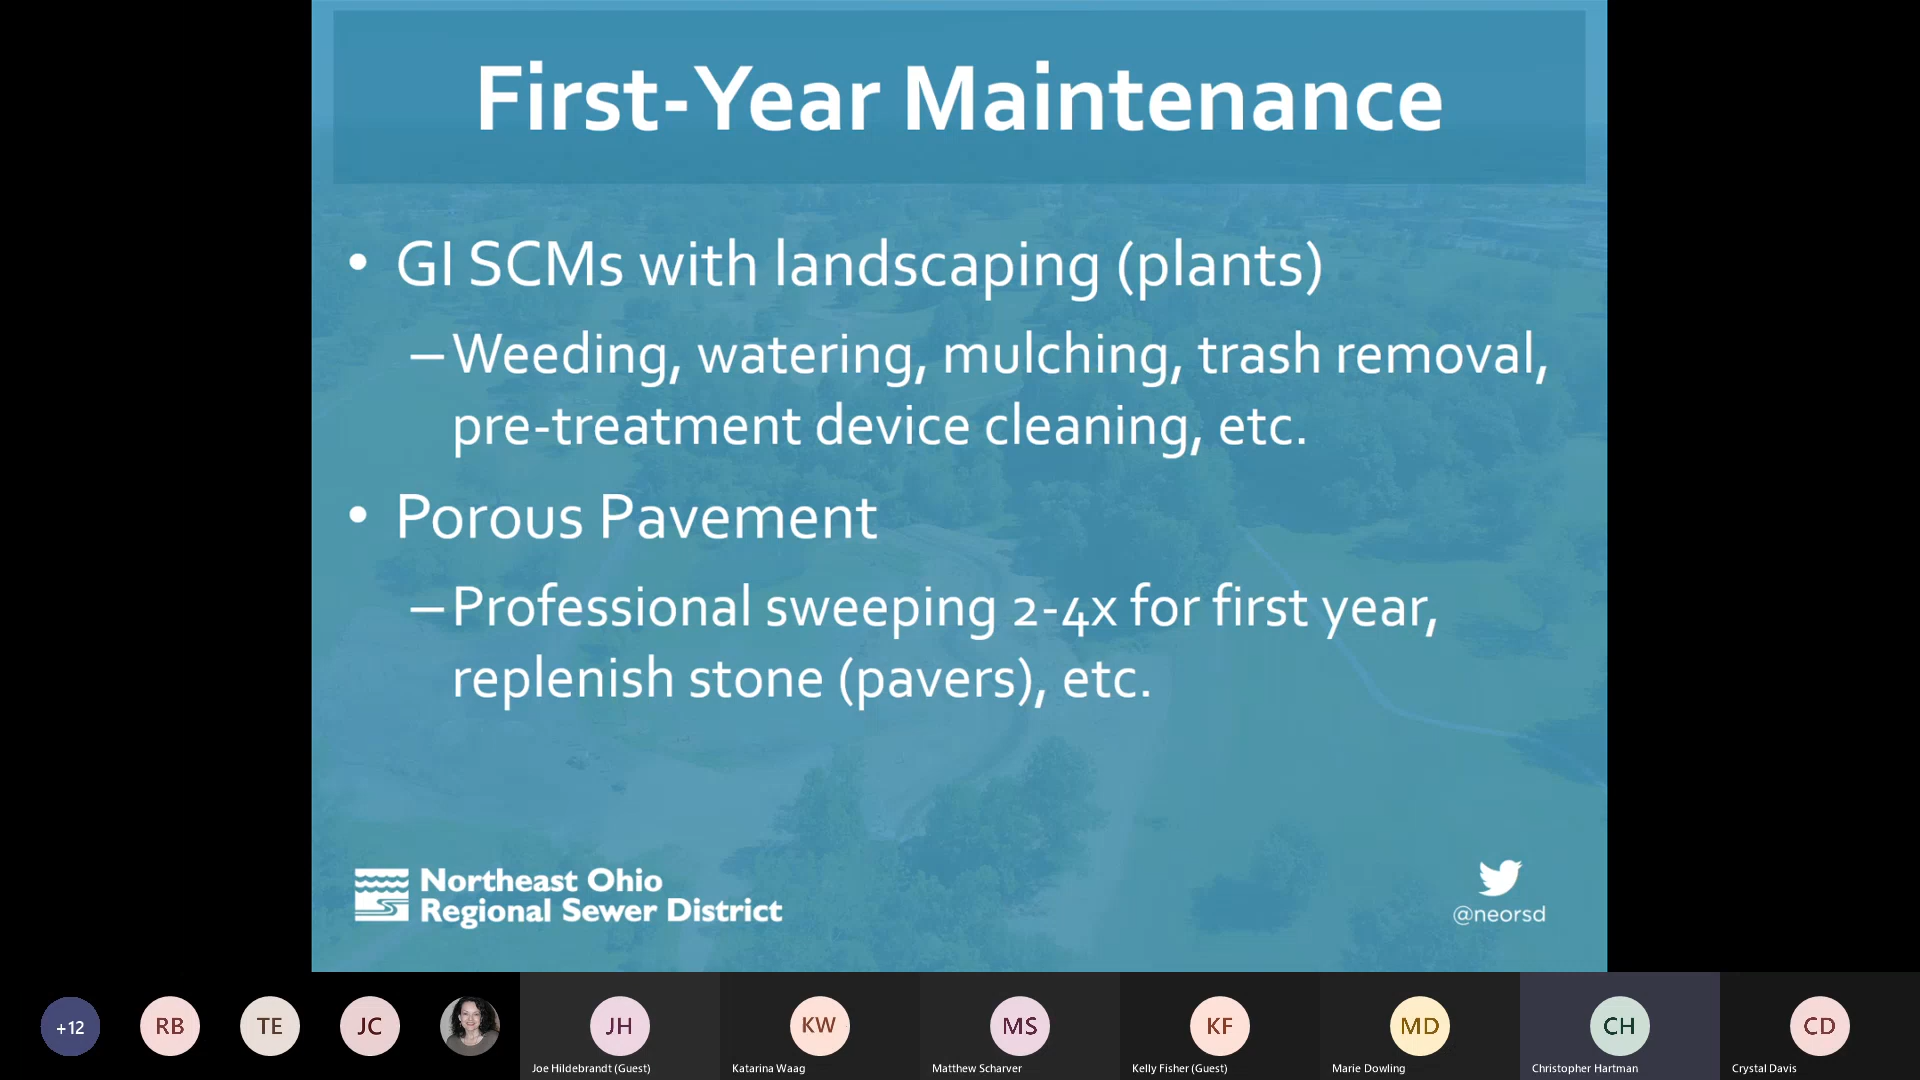 First-Year Maintenance
• GI SCMs with landscaping (plants)
– Weeding, watering, mulching, trash removal,
pre-treatment device cleaning, etc.
• Porous Pavement
– Professional sweeping 2-4x for first year,
replenish stone (pavers), etc.
Northeast Ohio
Regional Sewer District
@neorsd
+12
RB
TE
JC
JH
KW
MS
KF
MD
CH
CD
Joe Hildebrandt (Guest)
Katarina Waag
Matthew Scharver
Kelly Fisher (Guest)
Marie Dowling
Christopher Hartman
Crystal Davis